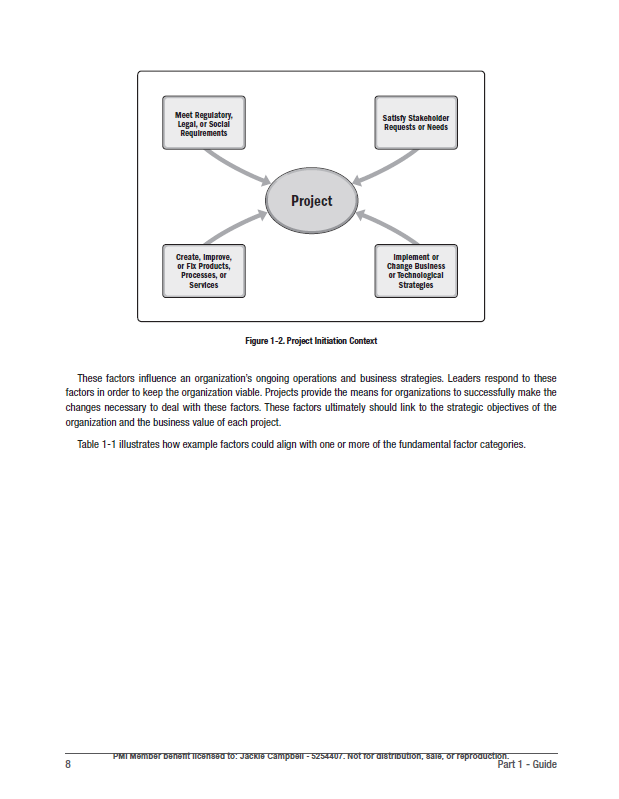 Meet Regulatory,
Legal, or Social
Requirements
Satisfy Stakeholder
Requests or Needs
Project
Create, Improve,
or Fix Products,
Processes, or
Services
Implement or
Change Business
or Technological
Strategies
Figure 1-2. Project Initiation Context
These factors influence an organization's ongoing operations and business strategies. Leaders respond to these
factors in order to keep the organization viable. Projects provide the means for organizations to successfully make the
changes necessary to deal with these factors. These factors ultimately should link to the strategic objectives of the
organization and the business value of each project.
Table 1-1 illustrates how example factors could align with one or more of the fundamental factor categories.
PMI Member benefit licensed to: Jackie Campbell - 5254407. Not for distribution, sale, or reproduction.
8
Part 1 - Guide